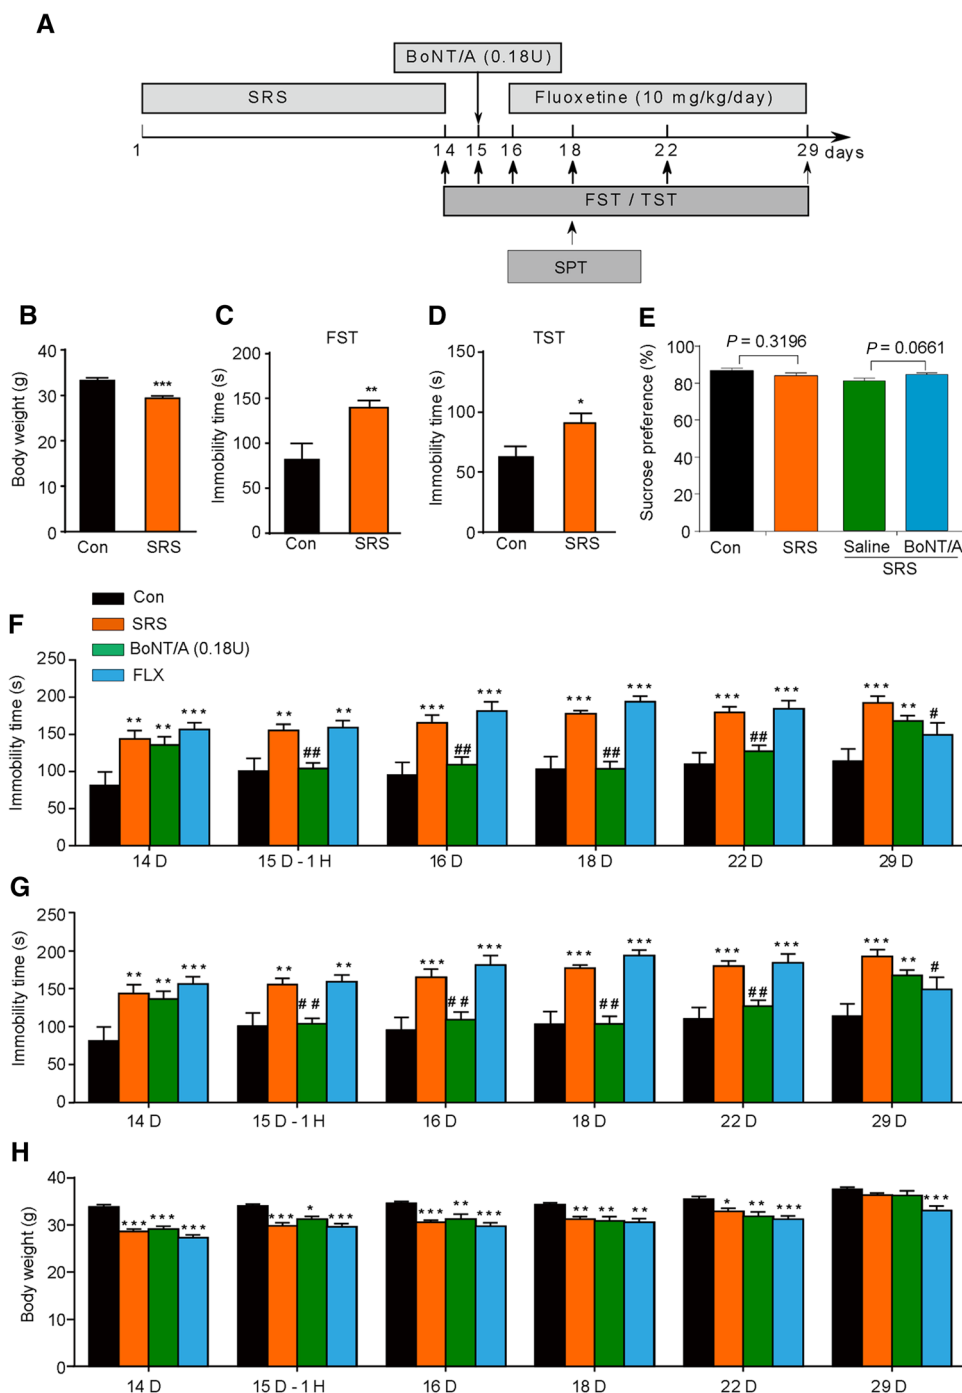 A
BoNT/A (0.18U)
SRS
Fluoxetine (10 mg/kg/day)
1 14 15 16 18 22 29 days
FST / TST
SPT
B
Body weight (g)
40
30
20
10
0
***
Con SRS
C
FST
Immobility time (s)
200
150
100
50
0
**
Con SRS
D
TST
Immobility time (s)
150
100
50
0
*
Con SRS
E
Sucrose preference (%)
100
80
60
40
20
0
P = 0.3196
P = 0.0661
Con SRS Saline BoNT/A
SRS
Con
SRS
BoNT/A (0.18U)
FLX
F
Immobility time (s)
250
200
150
100
50
0
** ** ***
** ## **
*** ## ***
*** ## ***
*** ## ***
*** ** #
14 D 15 D - 1 H 16 D 18 D 22 D 29 D
G
Immobility time (s)
250
200
150
100
50
0
** ** ***
** ## **
*** ## ***
*** ## ***
*** ## ***
*** ** #
14 D 15 D - 1 H 16 D 18 D 22 D 29 D
H
Body weight (g)
40
30
20
10
0
*** *** ***
*** * **
*** ** ***
** ** **
* ** ***
***
14 D 15 D - 1 H 16 D 18 D 22 D 29 D